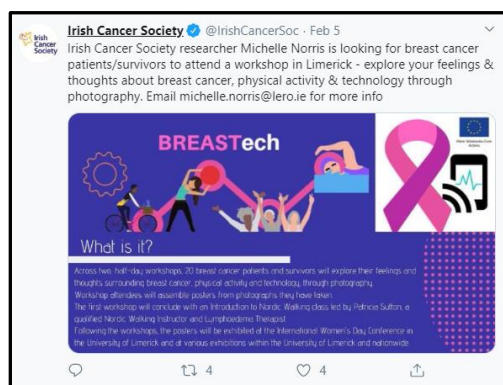 Irish Cancer Society
Irish Cancer Society @IrishCancerSoc · Feb 5
Irish Cancer Society researcher Michelle Norris is looking for breast cancer
patients/survivors to attend a workshop in Limerick - explore your feelings &
thoughts about breast cancer, physical activity & technology through
photography. Email michelle.norris@lero.ie for more info
BREASTech
What is it?
Across two, half-day workshops, 20 breast cancer patients and survivors will explore their feelings and
thoughts surrounding breast cancer, physical activity and technology, through photography.
Workshop attendees will assemble posters from photographs they have taken.
The first workshop will conclude with an Introduction to Nordic Walking class led by Patricia Sutton, a
qualified Nordic Walking Instructor and Lymphoedema Therapist.
Following the workshops, the posters will be exhibited at the International Women's Day Conference in
the University of Limerick and at various exhibitions within the University of Limerick and nationwide.
4
4